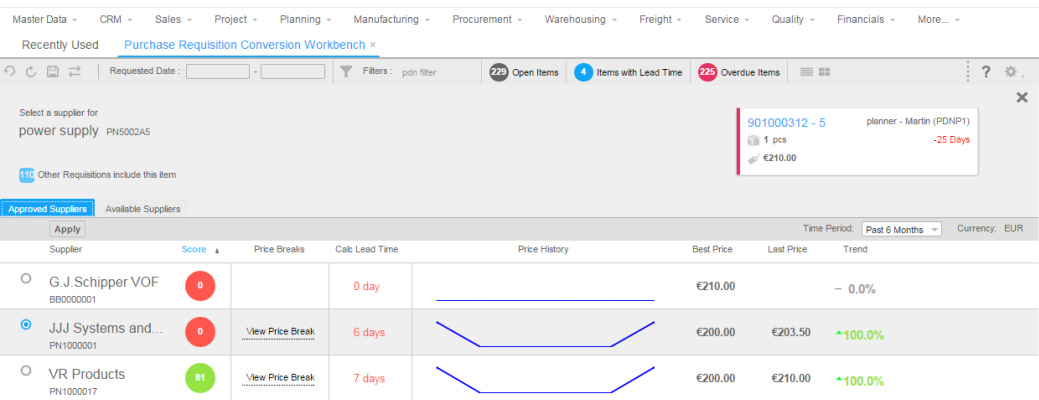 Master Data CRM Sales Project Planning Manufacturing Procurement Warehousing Freight Service Quality Financials More...
Recently Used Purchase Requisition Conversion Workbench ×
Requested Date : - Filters : pdn filter 229 Open Items 4 Items with Lead Time 225 Overdue Items ?
Select a supplier for
power supply PN5002A5
110 Other Requisitions include this item
901000312 - 5 planner - Martin (PDNP1)
1 pcs -25 Days
€210.00
Approved Suppliers Available Suppliers
Apply Time Period: Past 6 Months Currency: EUR
Supplier Score Price Breaks Calc Lead Time Price History Best Price Last Price Trend
G.J.Schipper VOF 0 0 day €210.00 – 0.0%
BB0000001
JJJ Systems and... 0 View Price Break 6 days €200.00 €203.50 100.0%
PN1000001
VR Products 81 View Price Break 7 days €200.00 €210.00 100.0%
PN1000017